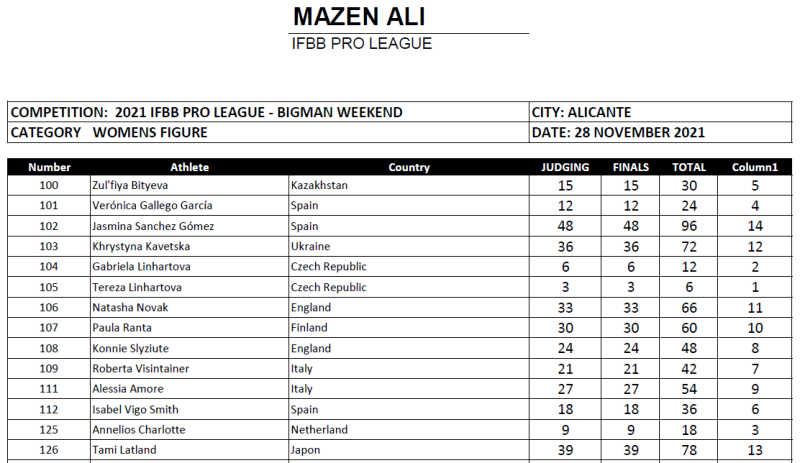 MAZEN ALI
IFBB PRO LEAGUE
COMPETITION: 2021 IFBB PRO LEAGUE - BIGMAN WEEKEND CITY: ALICANTE
CATEGORY WOMENS FIGURE DATE: 28 NOVEMBER 2021
Number Athlete Country JUDGING FINALS TOTAL Column1
100 Zul'fiya Bityeva Kazakhstan 15 15 30 5
101 Verónica Gallego García Spain 12 12 24 4
102 Jasmina Sanchez Gómez Spain 48 48 96 14
103 Khrystyna Kavetska Ukraine 36 36 72 12
104 Gabriela Linhartova Czech Republic 6 6 12 2
105 Tereza Linhartova Czech Republic 3 3 6 1
106 Natasha Novak England 33 33 66 11
107 Paula Ranta Finland 30 30 60 10
108 Konnie Slyziute England 24 24 48 8
109 Roberta Visintainer Italy 21 21 42 7
111 Alessia Amore Italy 27 27 54 9
112 Isabel Vigo Smith Spain 18 18 36 6
125 Annelios Charlotte Netherland 9 9 18 3
126 Tami Latland Japon 39 39 78 13